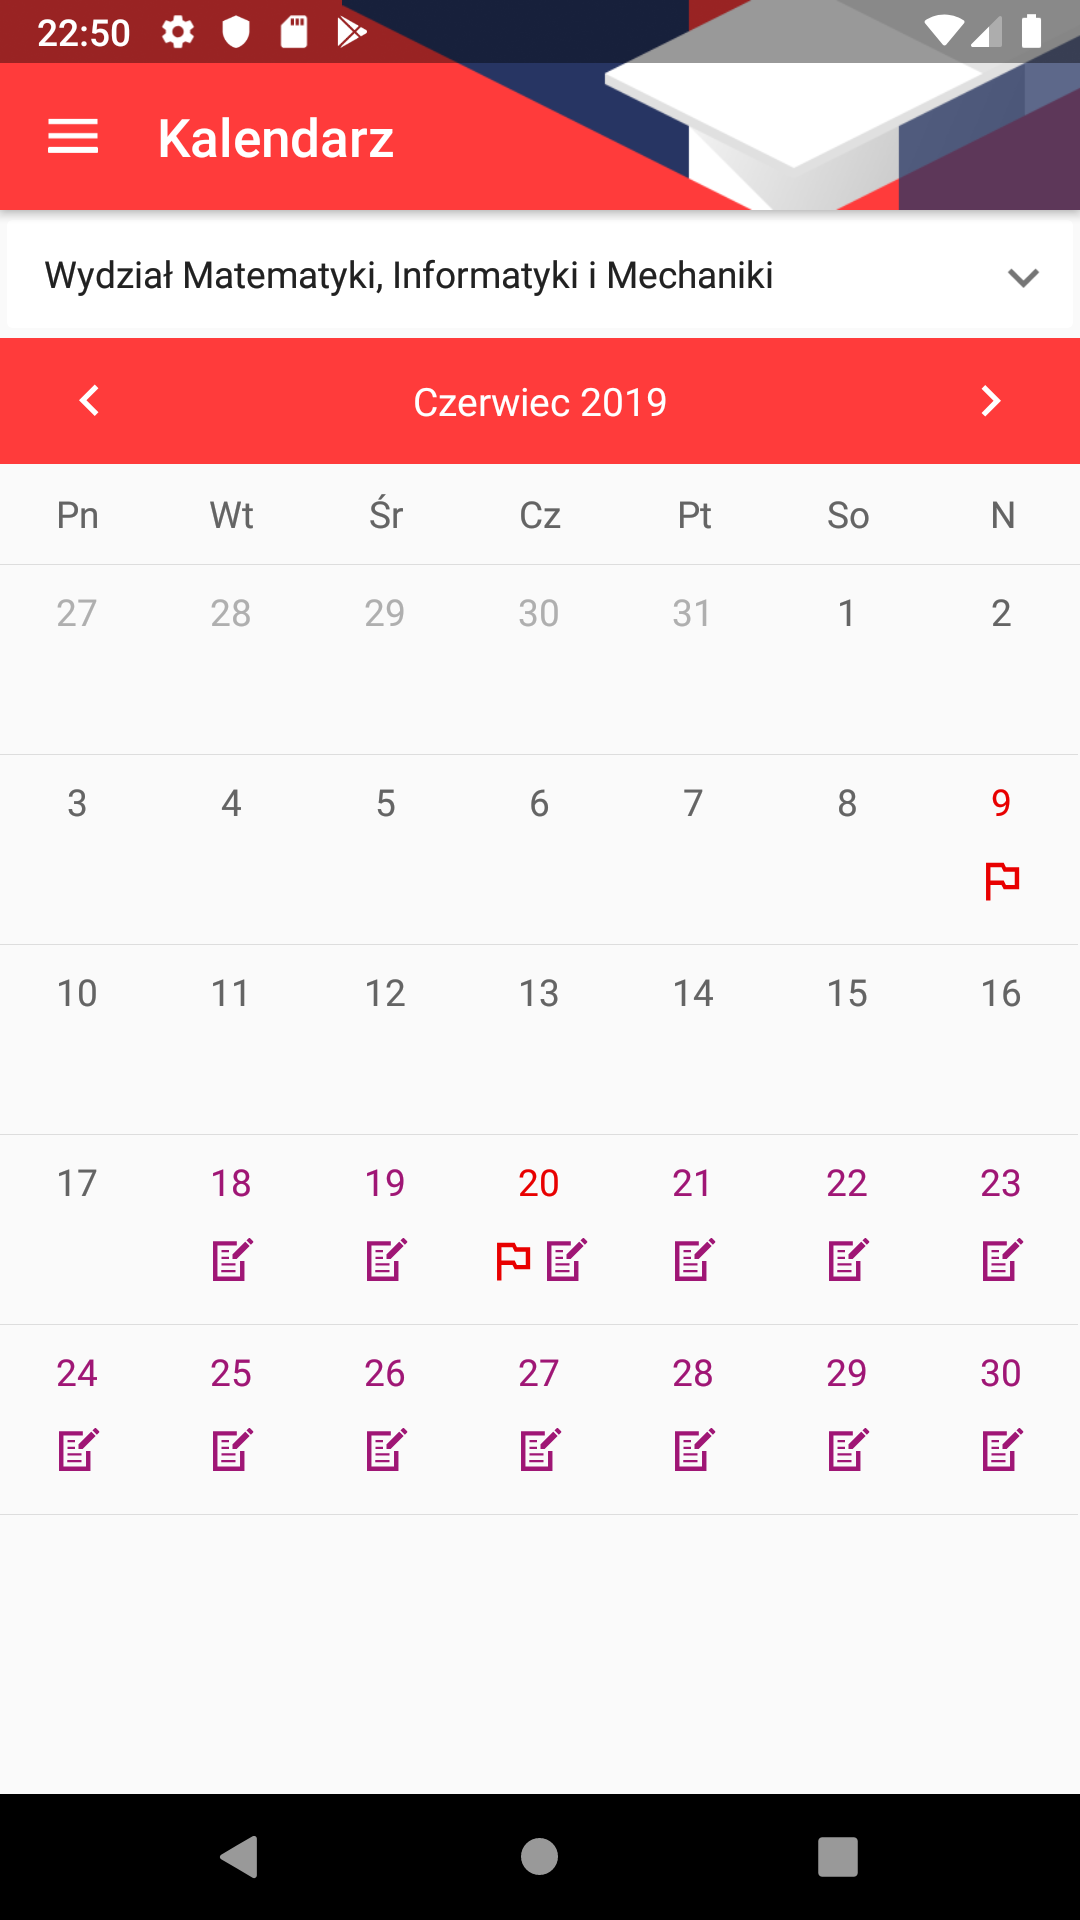 22:50
Kalendarz
Wydział Matematyki, Informatyki i Mechaniki
Czerwiec 2019
Pn Wt Śr Cz Pt So N
27 28 29 30 31 1 2
3 4 5 6 7 8 9
10 11 12 13 14 15 16
17 18 19 20 21 22 23
24 25 26 27 28 29 30